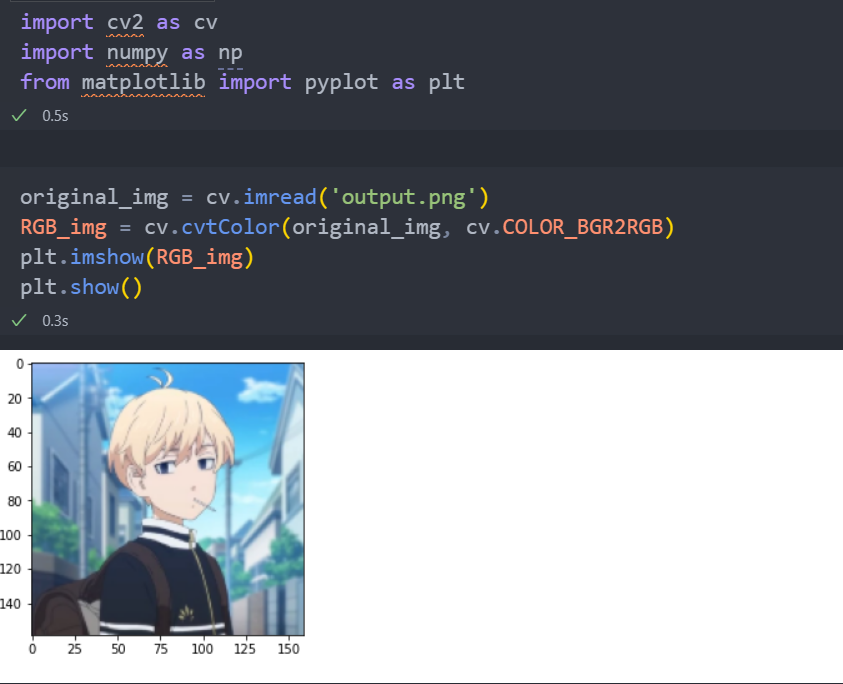 import cv2 as cv
import numpy as np
from matplotlib import pyplot as plt
0.5s
original_img = cv.imread('output.png')
RGB_img = cv.cvtColor(original_img, cv.COLOR_BGR2RGB)
plt.imshow(RGB_img)
plt.show()
0.3s
0
20
40
60
80
100
120
140
0 25 50 75 100 125 150